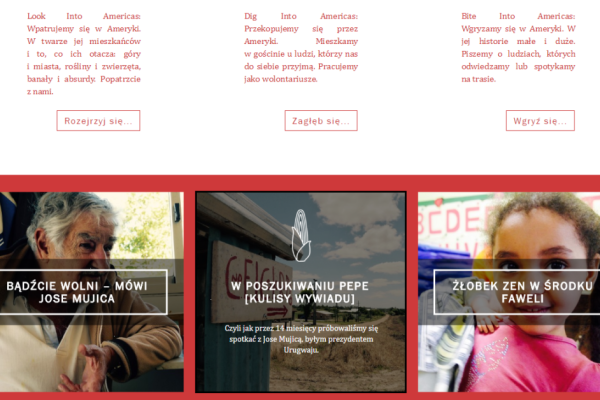 Look Into Americas:
Wpatrujemy się w Ameryki.
W twarze jej mieszkańców
i to, co ich otacza: góry
i miasta, rośliny i zwierzęta,
banały i absurdy. Popatrzcie
z nami.
Rozejrzyj się...
Dig Into Americas:
Przekopujemy się przez
Ameryki. Mieszkamy
w gościnie u ludzi, którzy nas
do siebie przyjmą. Pracujemy
jako wolontariusze.
Zagłęb się...
Bite Into Americas:
Wgryzamy się w Ameryki. W
jej historie małe i duże.
Piszemy o ludziach, których
odwiedzamy lub spotykamy
na trasie.
Wgryź się...
BĄDŹCIE WOLNI – MÓWI
JOSE MUJICA
W POSZUKIWANIU PEPE
[KULISY WYWIADU]
Czyli jak przez 14 miesięcy próbowaliśmy się
spotkać z Jose Mujicą, byłym prezydentem
Urugwaju.
ŻŁOBEK ZEN W ŚRODKU
FAWELI